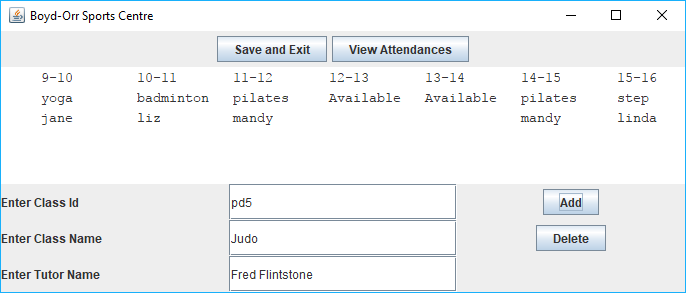 Boyd-Orr Sports Centre
Save and Exit View Attendances
9-10 10-11 11-12 12-13 13-14 14-15 15-16
yoga badminton pilates Available Available pilates step
jane liz mandy mandy linda
Enter Class Id pd5 Add
Enter Class Name Judo Delete
Enter Tutor Name Fred Flintstone